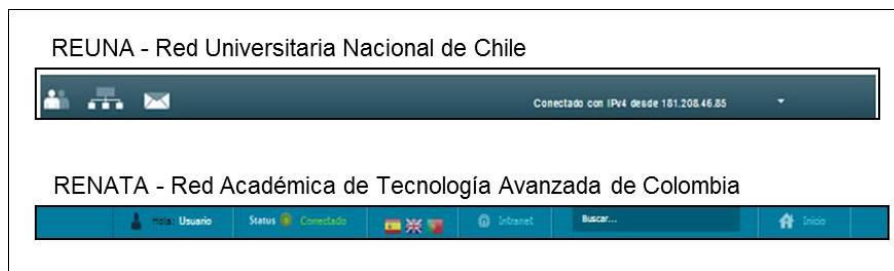 REUNA - Red Universitaria Nacional de Chile
Conectado con IPv4 desde 181.208.46.85
RENATA - Red Académica de Tecnología Avanzada de Colombia
Hola: Usuario Status Conectado Intranet Buscar... Inicio